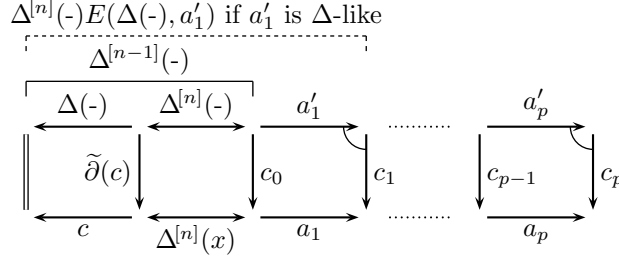 Δ^{[n]}(-)E(Δ(-), a′_1) if a′_1 is Δ-like
Δ^{[n−1]}(-)
Δ(-) Δ^{[n]}(-) a′_1 a′_p
∂̃(c) c_0 c_1 c_{p−1} c_p
c Δ^{[n]}(x) a_1 a_p